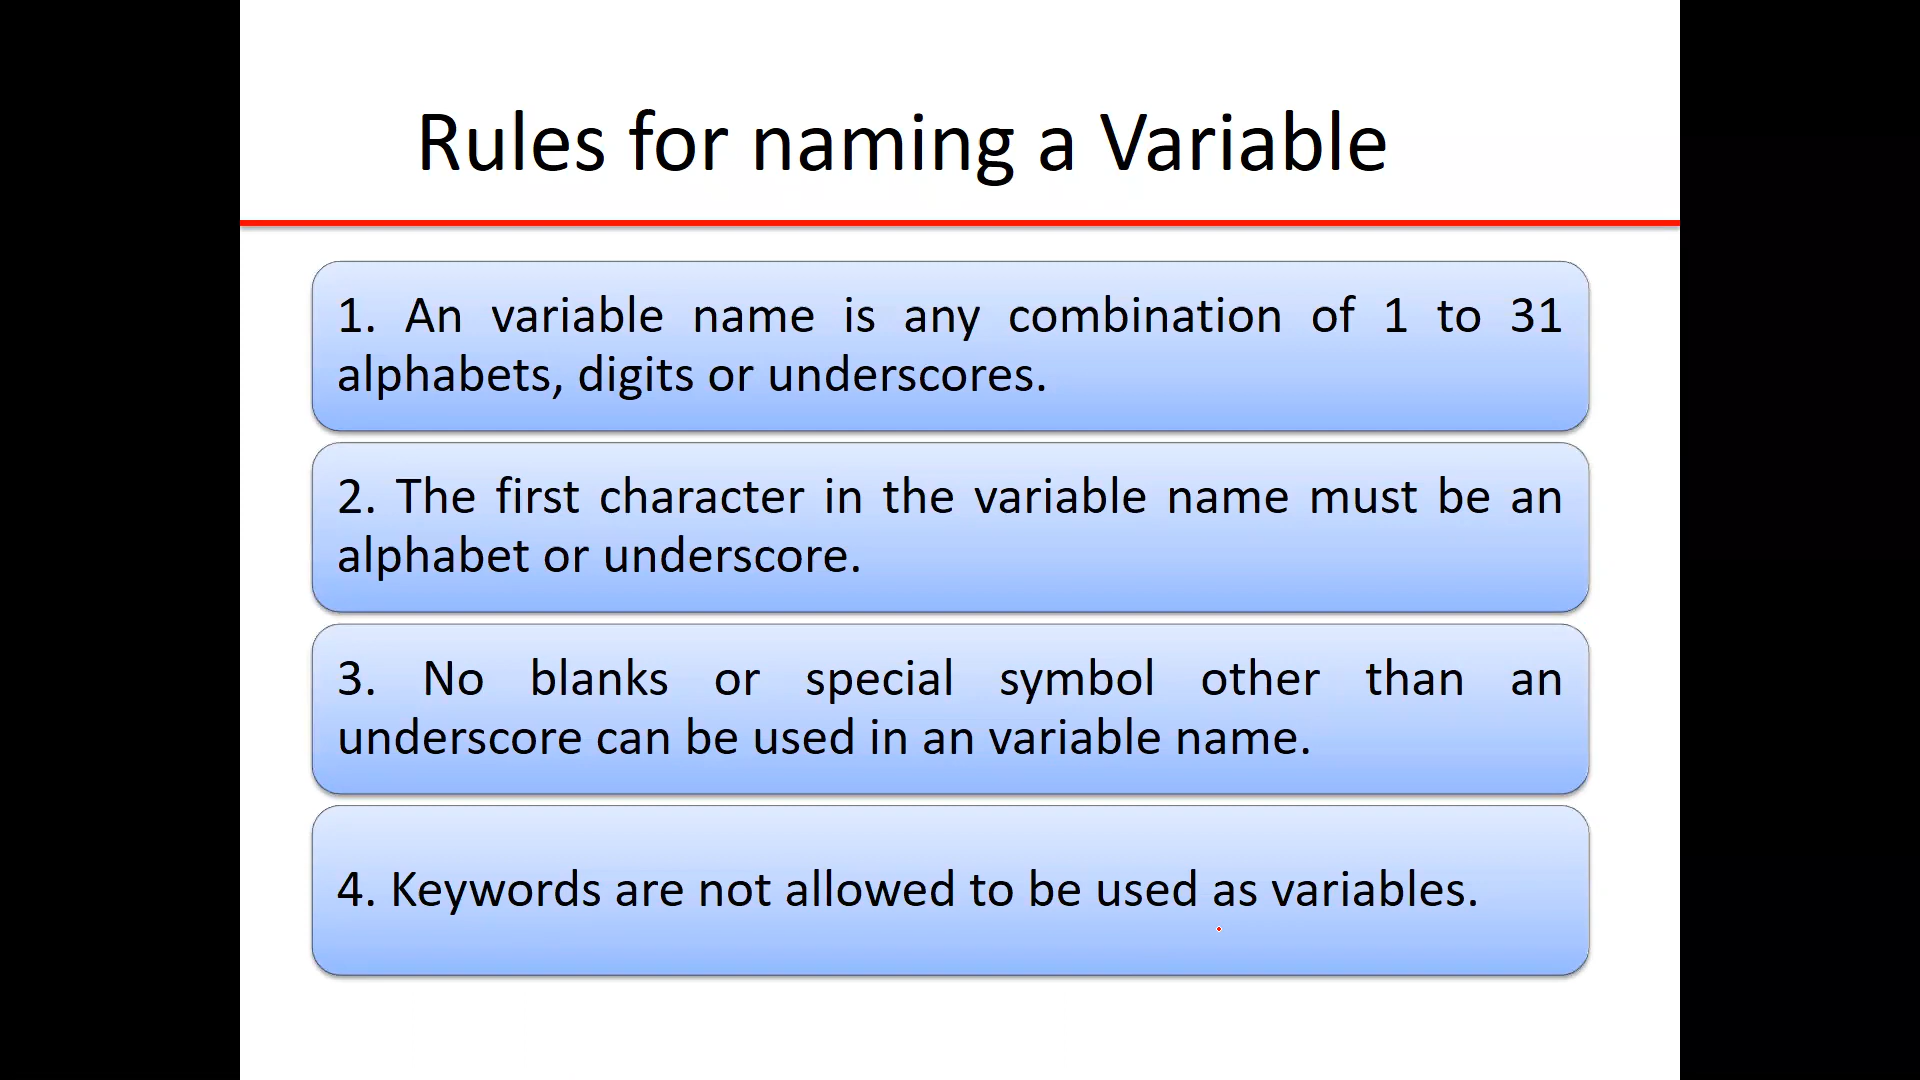 Rules for naming a Variable
1. An variable name is any combination of 1 to 31
alphabets, digits or underscores.
2. The first character in the variable name must be an
alphabet or underscore.
3. No blanks or special symbol other than an
underscore can be used in an variable name.
4. Keywords are not allowed to be used as variables.